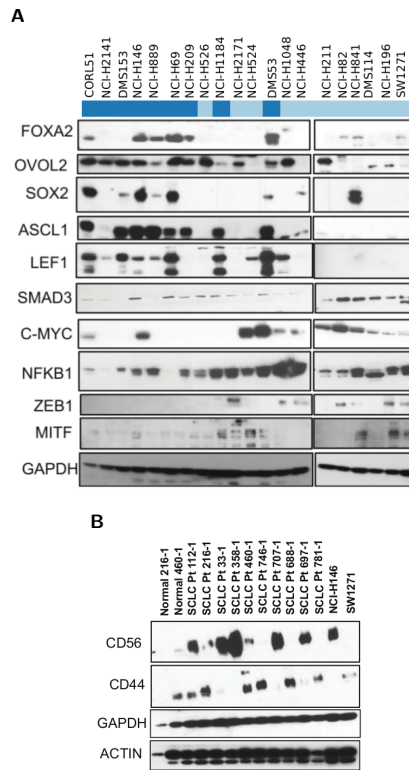 A
CORL51
NCI-H2141
DMS153
NCI-H146
NCI-H889
NCI-H69
NCI-H209
NCI-H526
NCI-H1184
NCI-H2171
NCI-H524
DMS53
NCI-H1048
NCI-H446
NCI-H211
NCI-H82
NCI-H841
DMS114
NCI-H196
SW1271
FOXA2
OVOL2
SOX2
ASCL1
LEF1
SMAD3
C-MYC
NFKB1
ZEB1
MITF
GAPDH
B
Normal 216-1
Normal 460-1
SCLC Pt 112-1
SCLC Pt 216-1
SCLC Pt 33-1
SCLC Pt 358-1
SCLC Pt 460-1
SCLC Pt 746-1
SCLC Pt 707-1
SCLC Pt 688-1
SCLC Pt 697-1
SCLC Pt 781-1
NCI-H146
SW1271
CD56
CD44
GAPDH
ACTIN